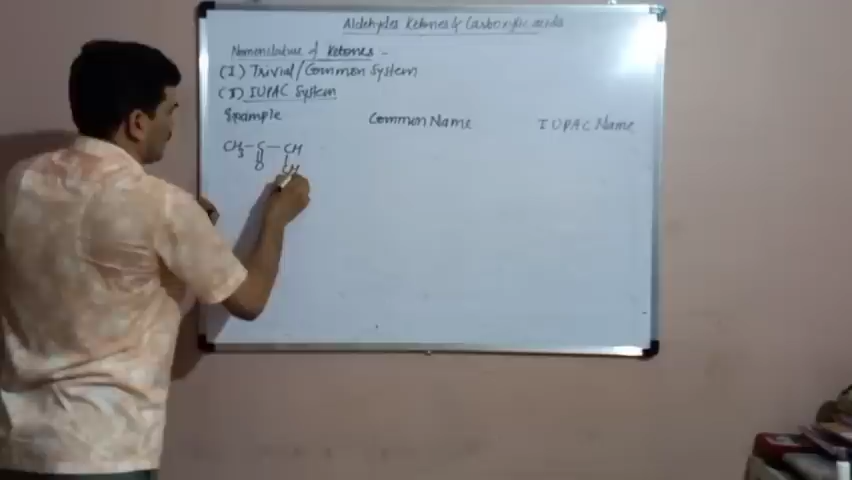 Aldehydes Ketones & Carboxylic acids
Nomenclature of Ketones -
(I) Trivial/Common System
(II) IUPAC System
Example Common Name IUPAC Name
CH3 - C - CH
|| |
O CH